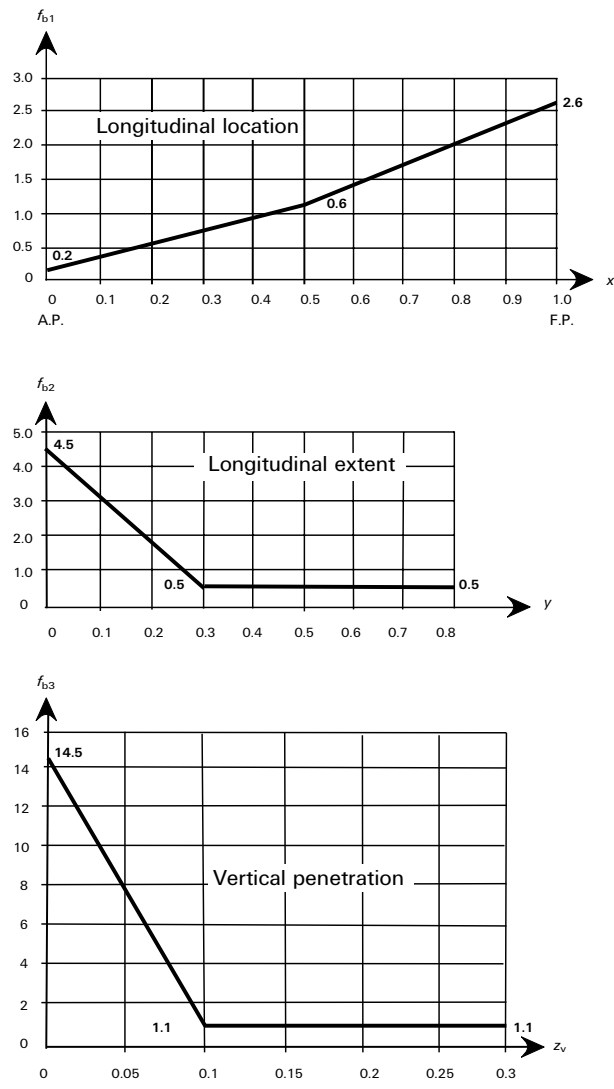 fb1
3.0
2.5
2.0
1.5
1.0
0.5
0
Longitudinal location
0.2
0.6
2.6
0 0.1 0.2 0.3 0.4 0.5 0.6 0.7 0.8 0.9 1.0
x
A.P. F.P.
fb2
5.0
4.0
3.0
2.0
1.0
0
4.5
Longitudinal extent
0.5
0.5
y
0 0.1 0.2 0.3 0.4 0.5 0.6 0.7 0.8
fb3
16
14
12
10
8
6
4
2
0
14.5
Vertical penetration
1.1
1.1
zv
0 0.05 0.1 0.15 0.2 0.25 0.3